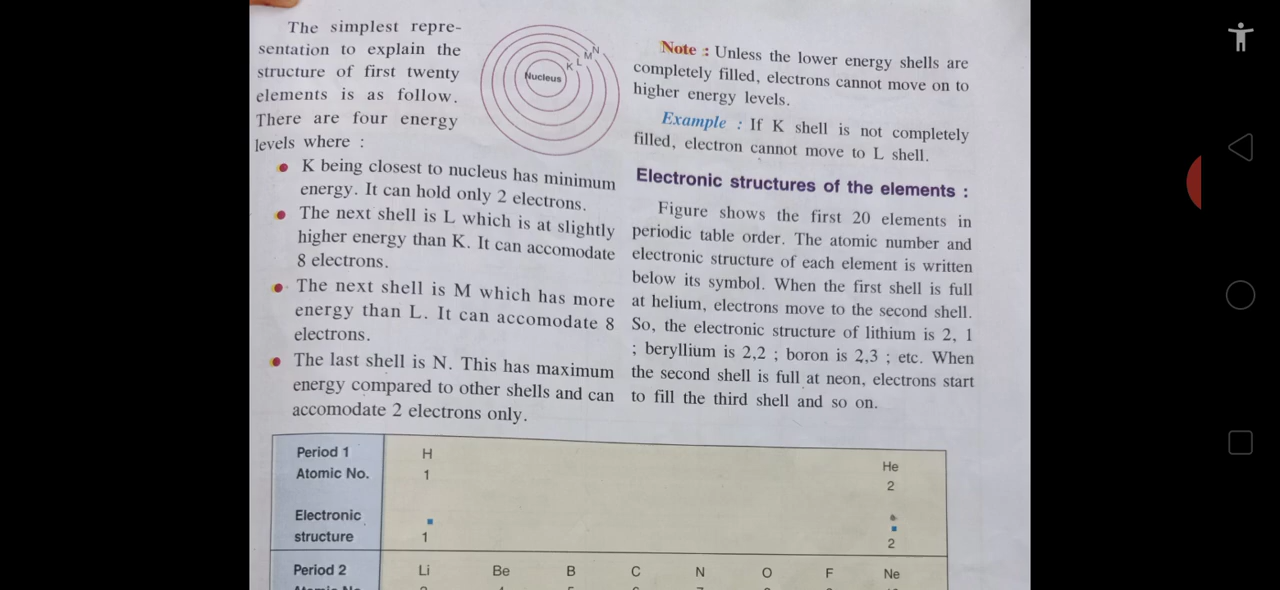 The simplest repre-
sentation to explain the
structure of first twenty
elements is as follow.
There are four energy
levels where :
Nucleus
K
L
M
N
K being closest to nucleus has minimum
energy. It can hold only 2 electrons.
The next shell is L which is at slightly
higher energy than K. It can accomodate
8 electrons.
The next shell is M which has more
energy than L. It can accomodate 8
electrons.
The last shell is N. This has maximum
energy compared to other shells and can
accomodate 2 electrons only.
Note : Unless the lower energy shells are
completely filled, electrons cannot move on to
higher energy levels.
Example : If K shell is not completely
filled, electron cannot move to L shell.
Electronic structures of the elements :
Figure shows the first 20 elements in
periodic table order. The atomic number and
electronic structure of each element is written
below its symbol. When the first shell is full
at helium, electrons move to the second shell.
So, the electronic structure of lithium is 2, 1
; beryllium is 2,2 ; boron is 2,3 ; etc. When
the second shell is full at neon, electrons start
to fill the third shell and so on.
Period 1 H He
Atomic No. 1 2
Electronic
structure 1 2
Period 2 Li Be B C N O F Ne